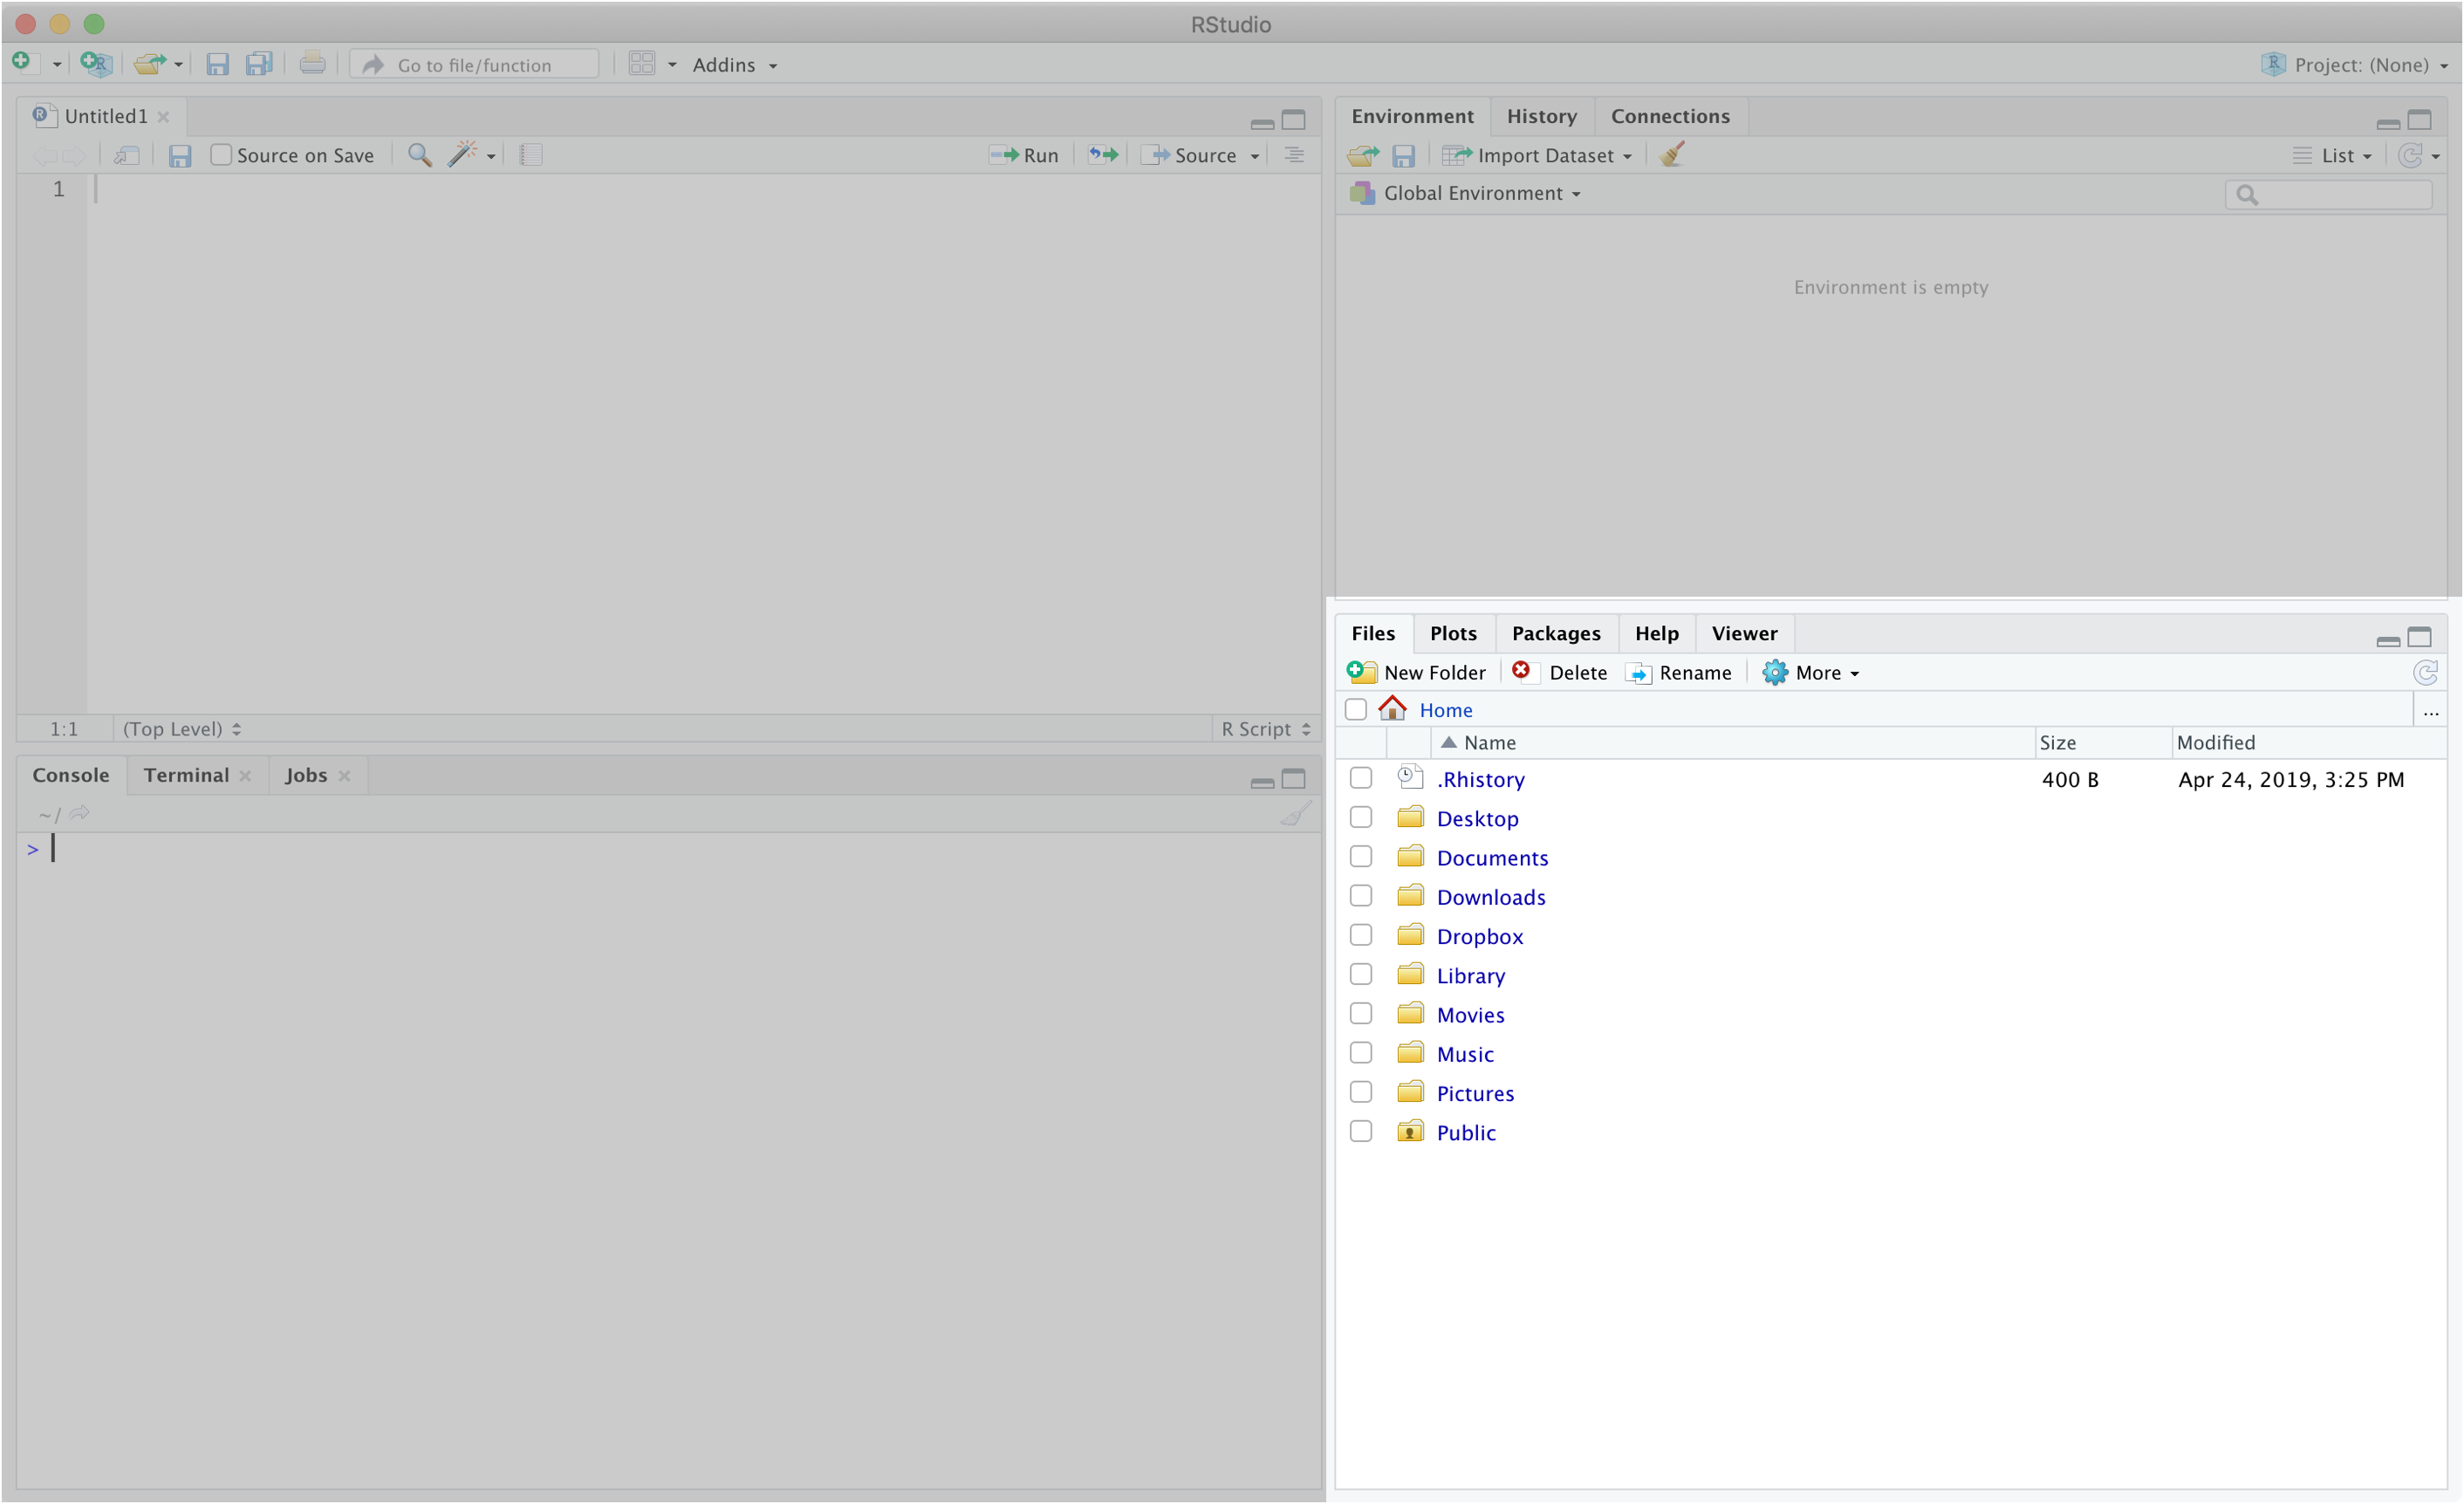 RStudio
Go to file/function Addins Project: (None)
Untitled1
Source on Save Run Source
1
1:1 (Top Level) R Script
Console Terminal Jobs
~/
>
Environment History Connections
Import Dataset List
Global Environment
Environment is empty
Files Plots Packages Help Viewer
New Folder Delete Rename More
Home ...
Name Size Modified
.Rhistory 400 B Apr 24, 2019, 3:25 PM
Desktop
Documents
Downloads
Dropbox
Library
Movies
Music
Pictures
Public